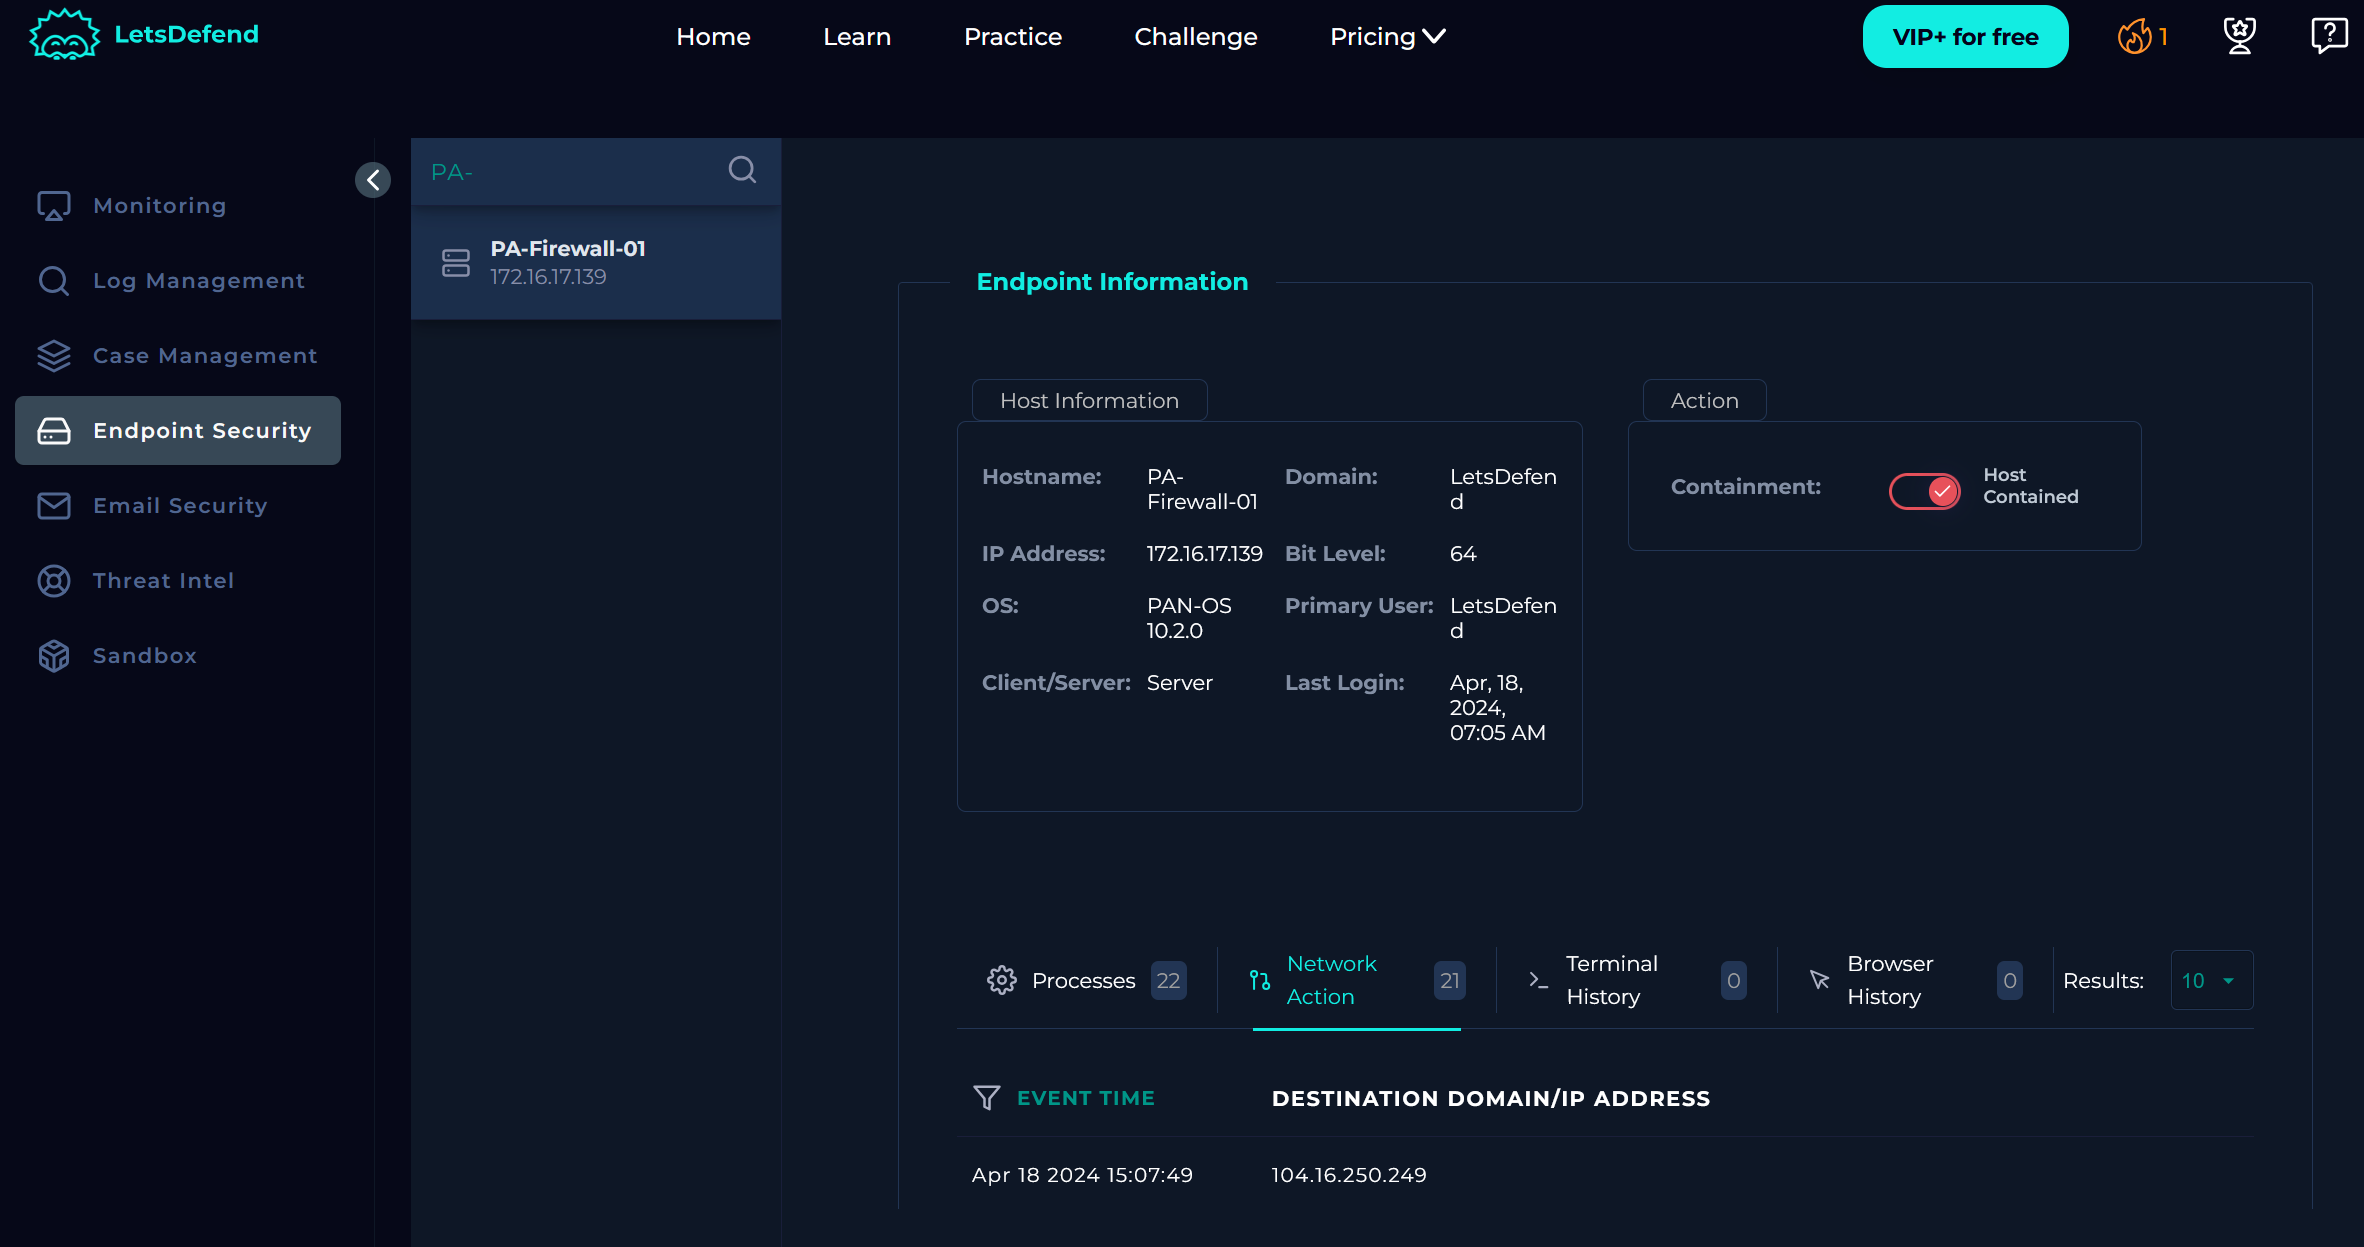 LetsDefend
Home
Learn
Practice
Challenge
Pricing
VIP+ for free
1
Monitoring
Log Management
Case Management
Endpoint Security
Email Security
Threat Intel
Sandbox
PA-
PA-Firewall-01
172.16.17.139
Endpoint Information
Host Information
Hostname:
PA-
Firewall-01
Domain:
LetsDefen
d
IP Address:
172.16.17.139
Bit Level:
64
OS:
PAN-OS
10.2.0
Primary User:
LetsDefen
d
Client/Server:
Server
Last Login:
Apr, 18,
2024,
07:05 AM
Action
Containment:
Host
Contained
Processes
22
Network
Action
21
Terminal
History
0
Browser
History
0
Results:
10
EVENT TIME
DESTINATION DOMAIN/IP ADDRESS
Apr 18 2024 15:07:49
104.16.250.249